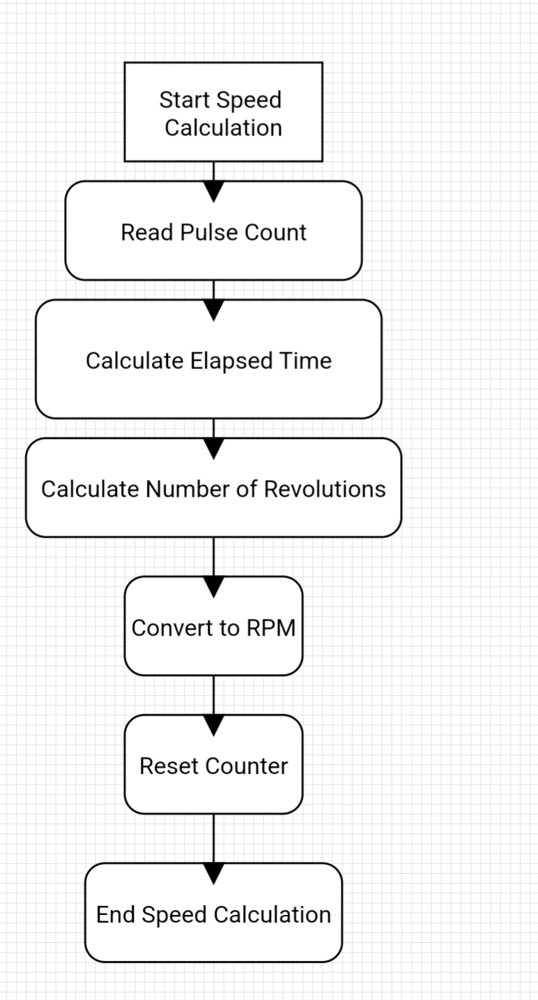 Start Speed
Calculation
Read Pulse Count
Calculate Elapsed Time
Calculate Number of Revolutions
Convert to RPM
Reset Counter
End Speed Calculation